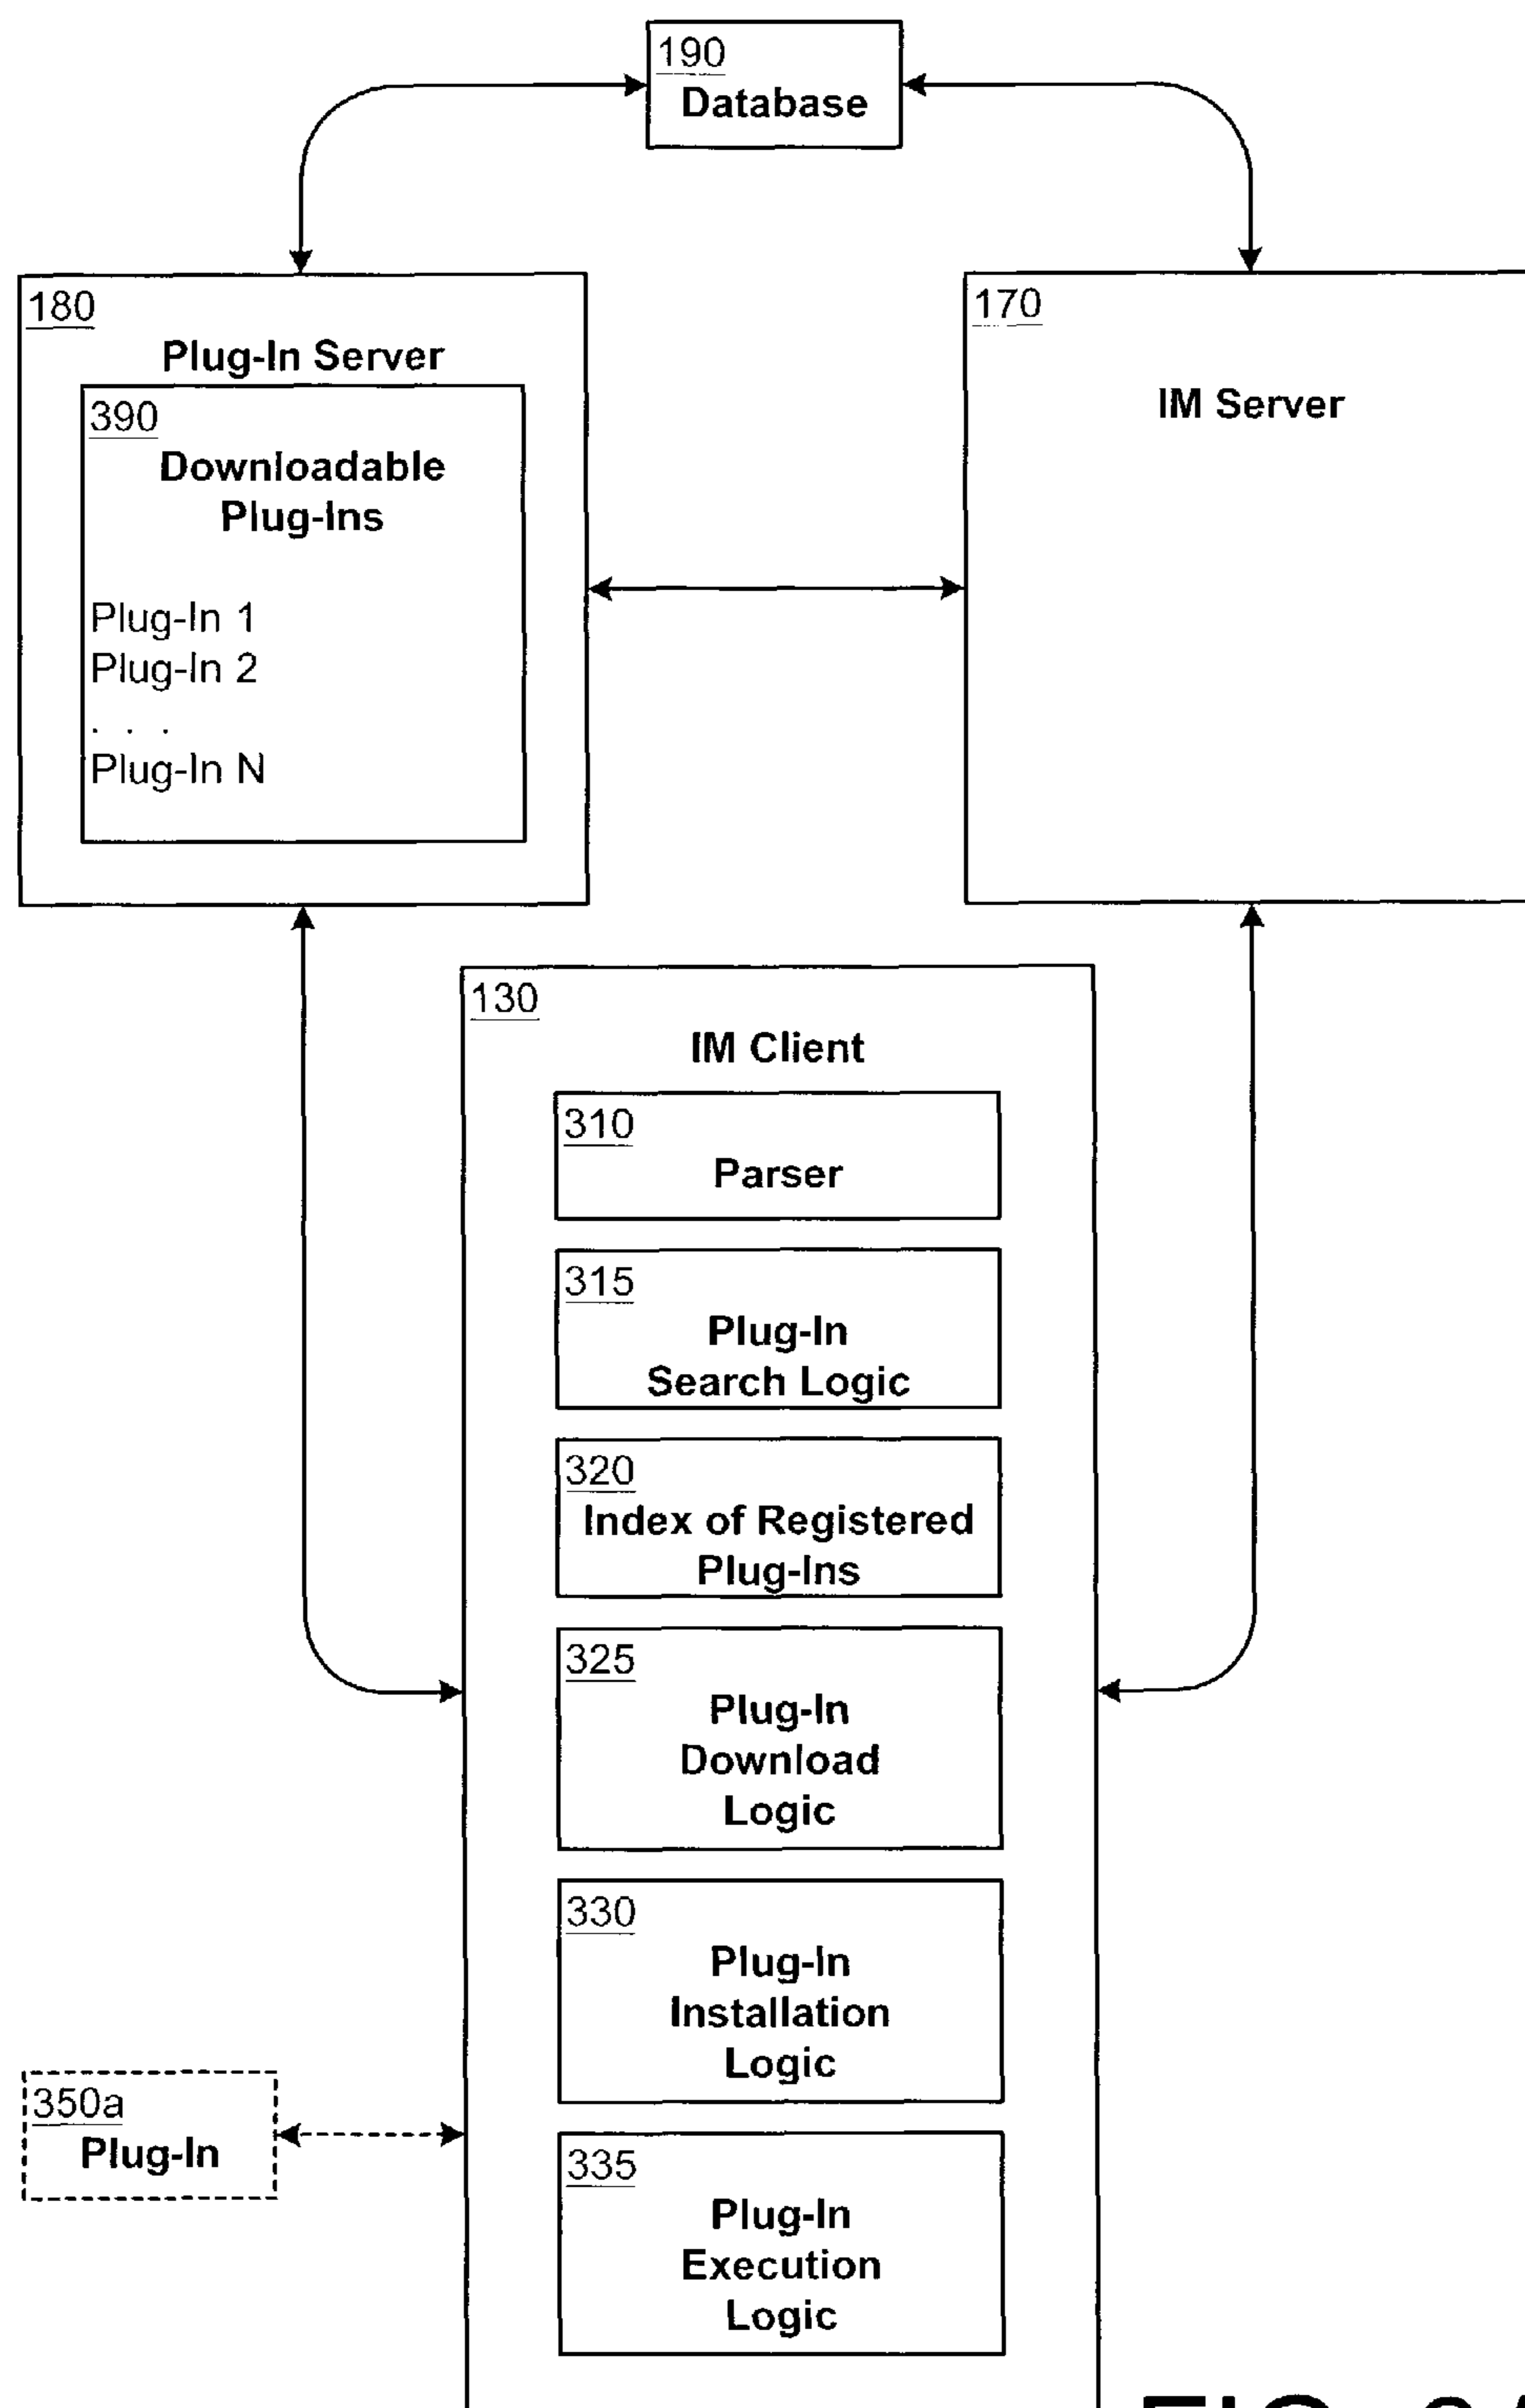 190
Database
180
Plug-In Server
390
Downloadable
Plug-Ins
Plug-In 1
Plug-In 2
. . .
Plug-In N
170
IM Server
130
IM Client
310
Parser
315
Plug-In
Search Logic
320
Index of Registered
Plug-Ins
325
Plug-In
Download
Logic
330
Plug-In
Installation
Logic
350a
Plug-In
335
Plug-In
Execution
Logic